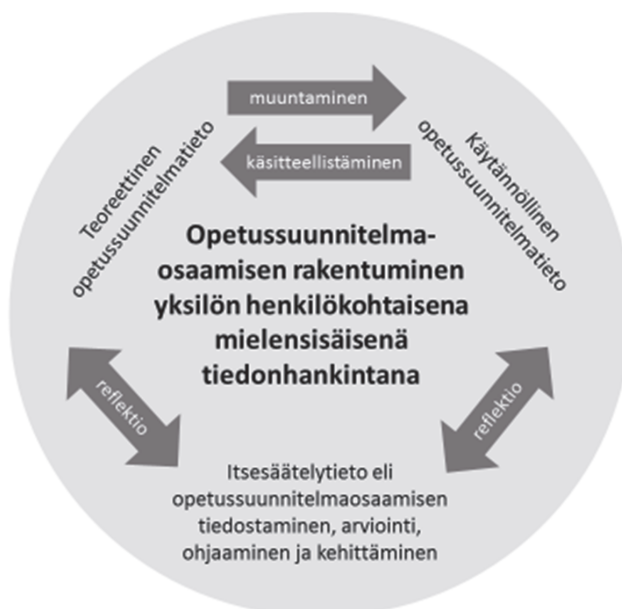 muuntaminen
käsitteellistäminen
Teoreettinen
opetussuunnitelmatieto
Käytännöllinen
opetussuunnitelmatieto
Opetussuunnitelma-
osaamisen rakentuminen
yksilön henkilökohtaisena
mielensisäisenä
tiedonhankintana
reflektio
reflektio
Itsesäätelytieto eli
opetussuunnitelmaosaamisen
tiedostaminen, arviointi,
ohjaaminen ja kehittäminen